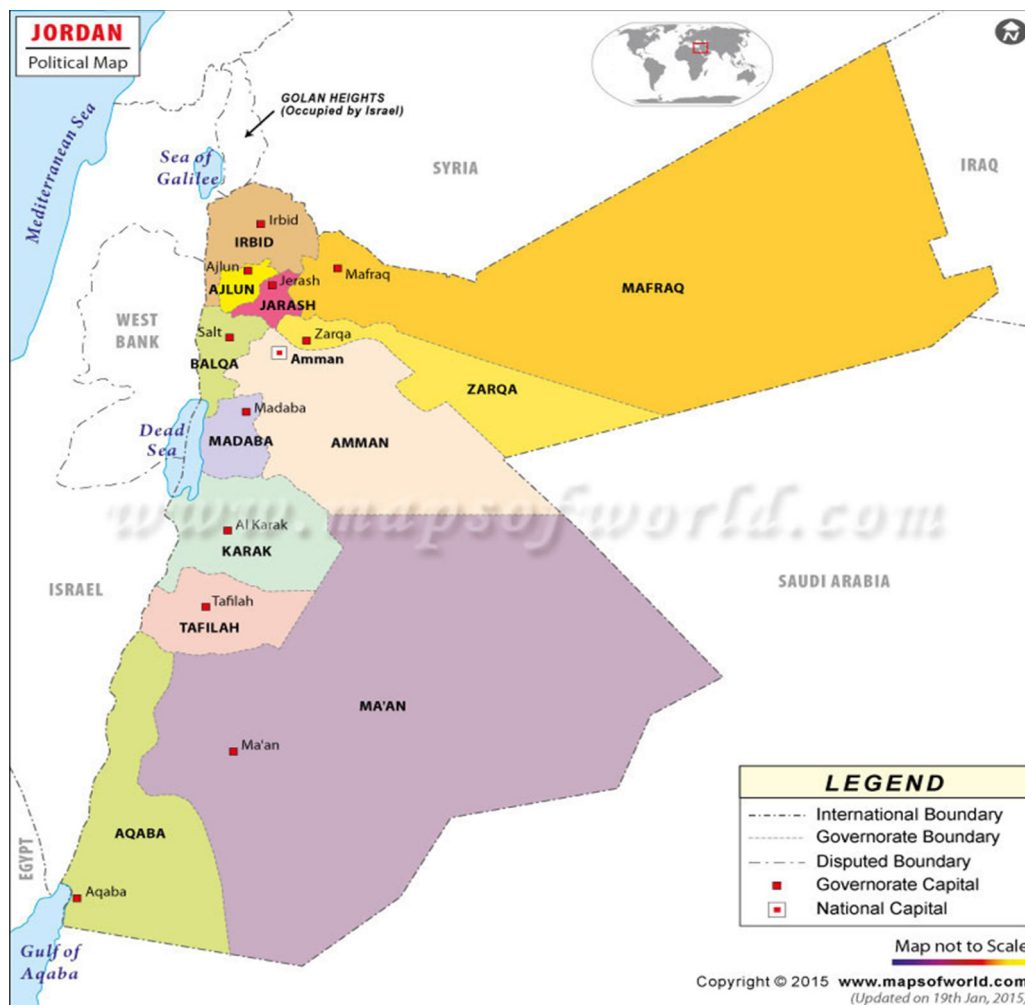 JORDAN
Political Map
N
Mediterranean Sea
GOLAN HEIGHTS
(Occupied by Israel)
Sea of
Galilee
SYRIA
IRAQ
Irbid
IRBID
Ajlun
AJLUN
Jerash
JARASH
Mafraq
MAFRAQ
WEST
BANK
Salt
BALQA
Zarqa
ZARQA
Amman
AMMAN
Dead
Sea
Madaba
MADABA
www.mapsofworld.com
Al Karak
KARAK
ISRAEL
SAUDI ARABIA
Tafilah
TAFILAH
MA'AN
Ma'an
AQABA
EGYPT
Aqaba
Gulf of
Aqaba
LEGEND
International Boundary
Governorate Boundary
Disputed Boundary
Governorate Capital
National Capital
Map not to Scale
Copyright © 2015 www.mapsofworld.com
(Updated on 19th Jan, 2015)